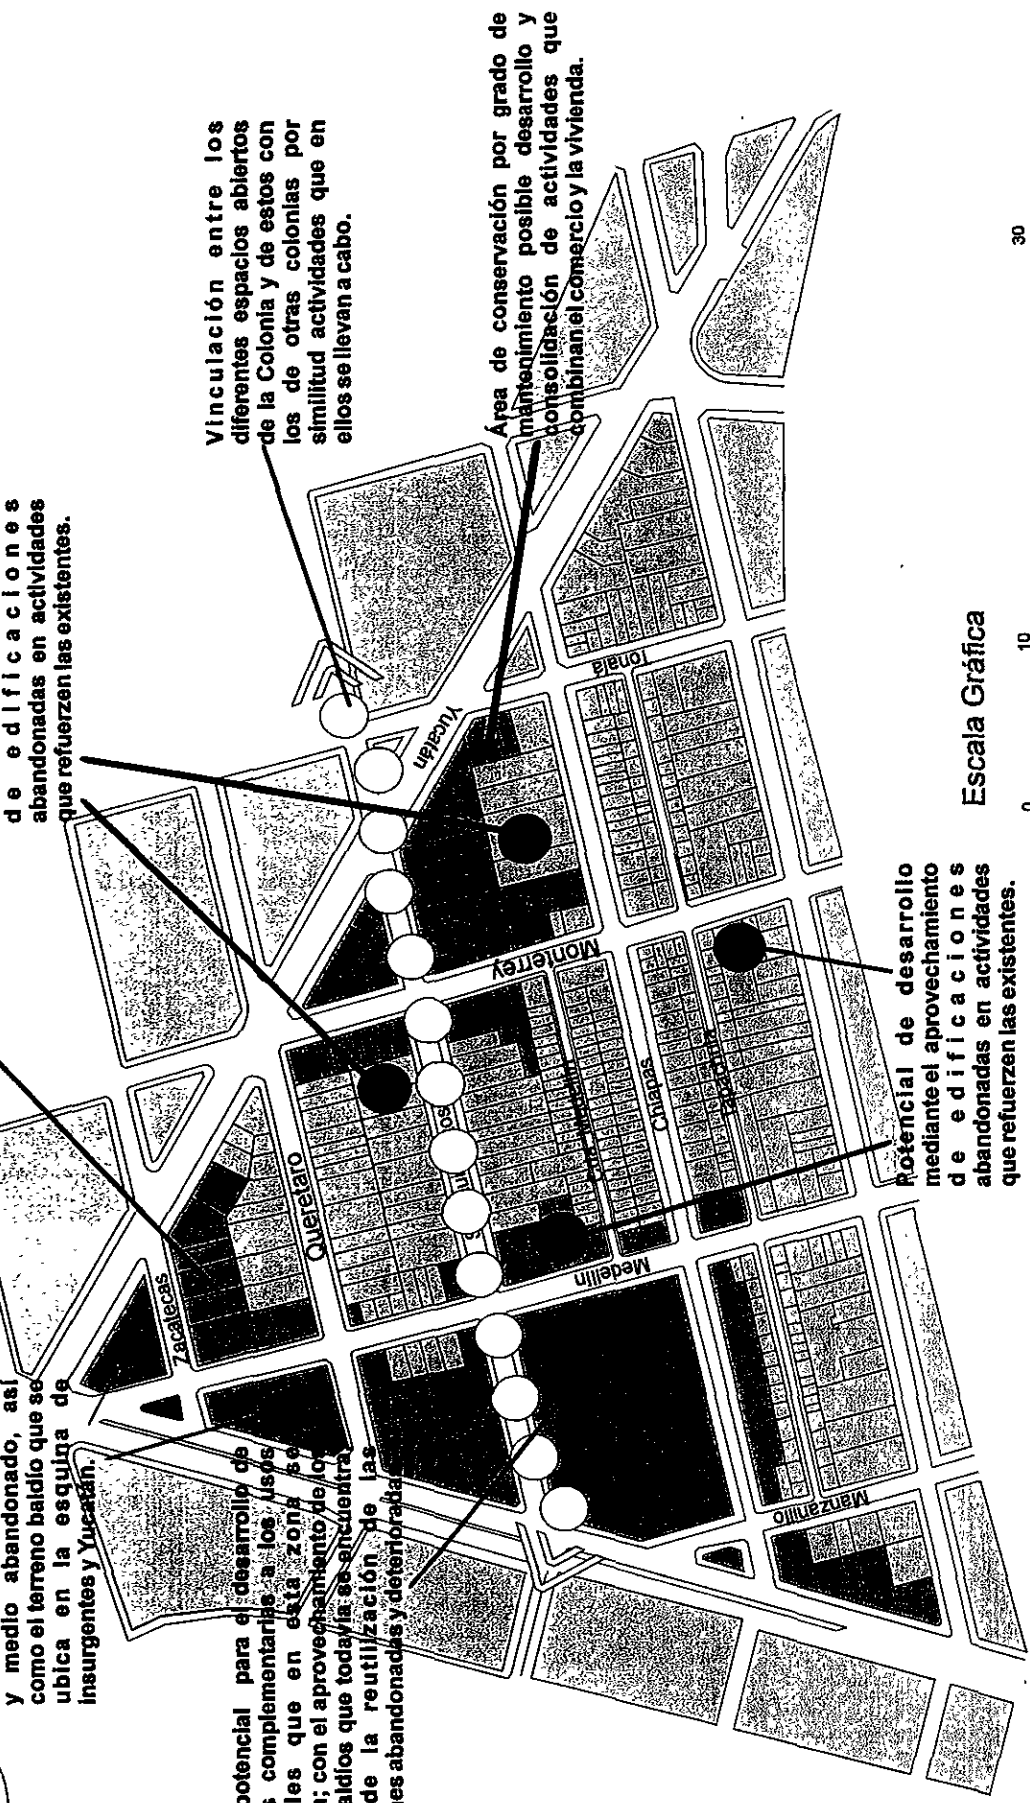 de edificaciones
abandonadas en actividades
que refuerzen las existentes.
Vinculación entre los
diferentes espacios abiertos
de la Colonia y de estos con
los de otras colonias por
similitud actividades que en
ellos se llevan a cabo.
Área de conservación por grado de
mantenimiento posible desarrollo y
consolidación de actividades que
combinan el comercio y la vivienda.
y medio abandonado, así
como el terreno baldío que se
ubica en la esquina de
Insurgentes y Yucatán.
potencial para el desarrollo de
s complementarias a los usos
les que en esta zona se
; con el aprovechamiento de los
aldíos que todavía se encuentran
de la reutilización de las
nes abandonadas y deterioradas
Potencial de desarrollo
mediante el aprovechamiento
de edificaciones
abandonadas en actividades
que refuerzen las existentes.
Zacatecas
Querétaro
Yucatán
Tonalá
Monterrey
Medellín
Chiapas
Tapachula
Manzanillo
Escala Gráfica
0 10 30